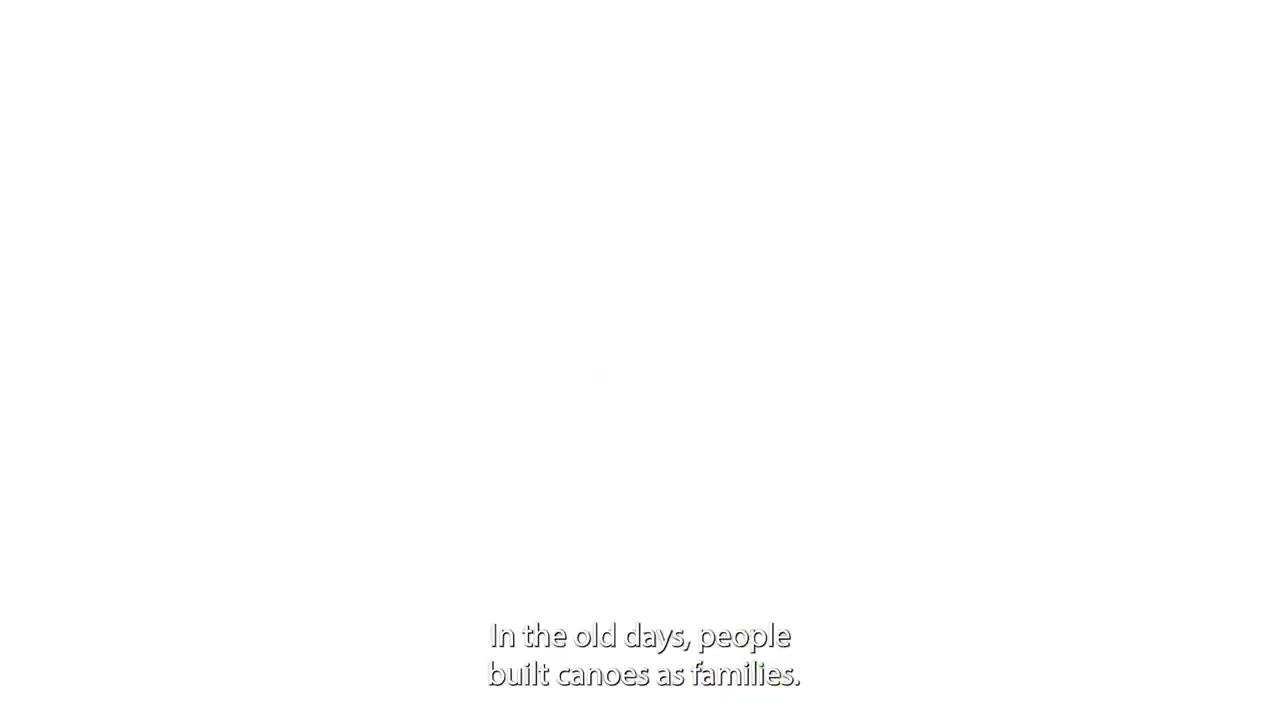 In the old days, people
built canoes as families.